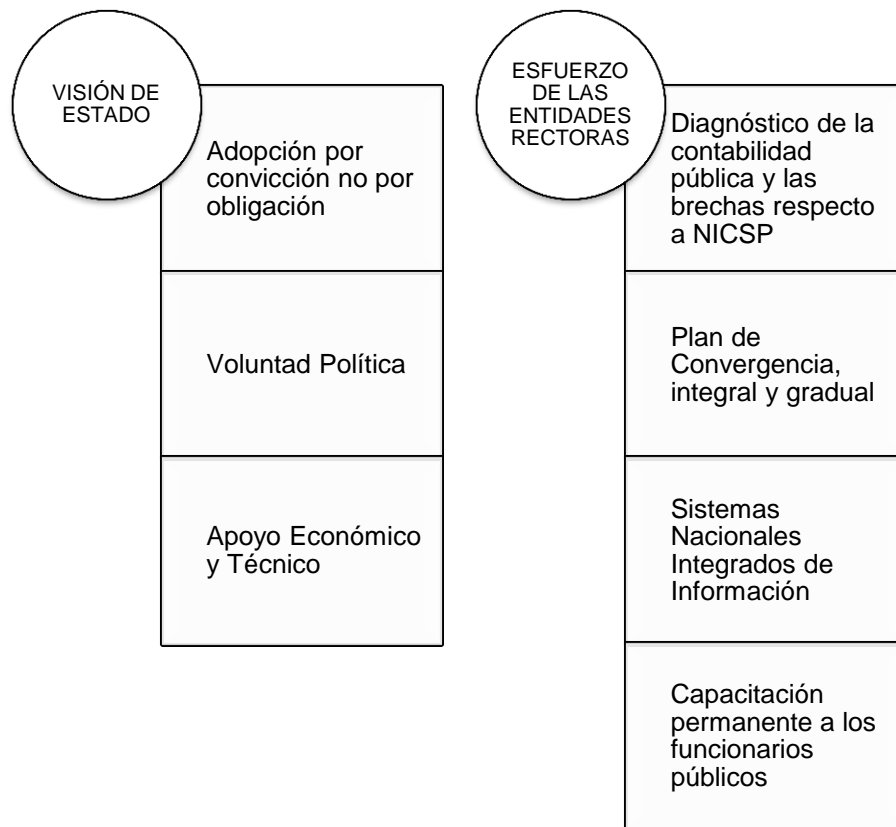 VISIÓN DE
ESTADO
Adopción por
convicción no por
obligación
Voluntad Política
Apoyo Económico
y Técnico
ESFUERZO
DE LAS
ENTIDADES
RECTORAS
Diagnóstico de la
contabilidad
pública y las
brechas respecto
a NICSP
Plan de
Convergencia,
integral y gradual
Sistemas
Nacionales
Integrados de
Información
Capacitación
permanente a los
funcionarios
públicos